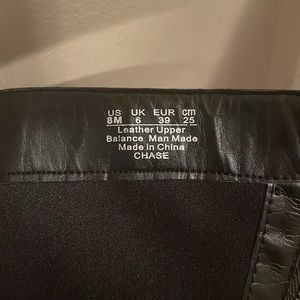 US UK EUR cm
8M 6 39 25
Leather Upper
Balance Man Made
Made in China
CHASE